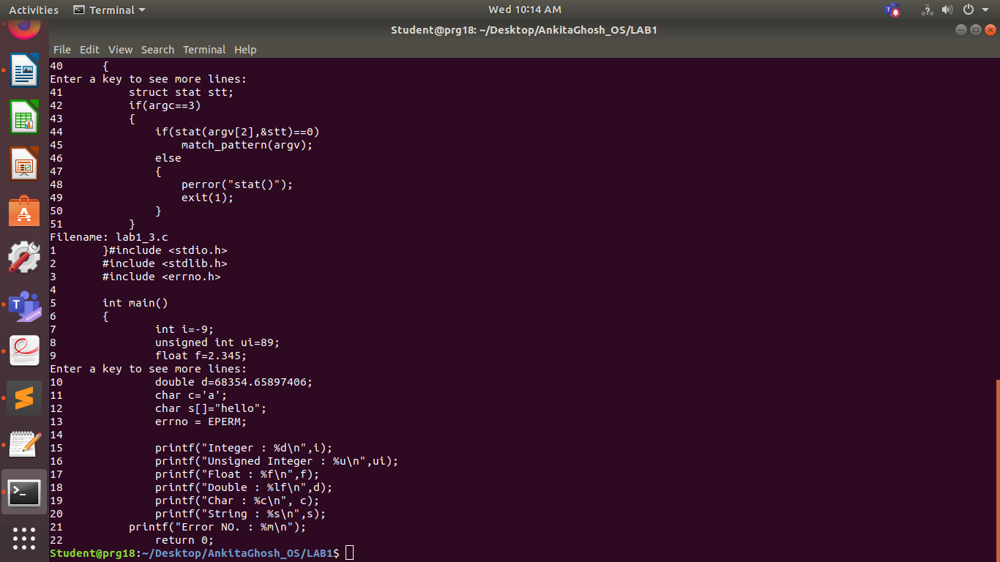 Activities Terminal Wed 10:14 AM
Student@prg18: ~/Desktop/AnkitaGhosh_OS/LAB1
File Edit View Search Terminal Help
40      {
Enter a key to see more lines:
41          struct stat stt;
42          if(argc==3)
43          {
44              if(stat(argv[2],&stt)==0)
45                  match_pattern(argv);
46              else
47              {
48                  perror("stat()");
49                  exit(1);
50              }
51          }
Filename: lab1_3.c
1       }#include <stdio.h>
2       #include <stdlib.h>
3       #include <errno.h>
4
5       int main()
6       {
7               int i=-9;
8               unsigned int ui=89;
9               float f=2.345;
Enter a key to see more lines:
10              double d=68354.65897406;
11              char c='a';
12              char s[]="hello";
13              errno = EPERM;
14
15              printf("Integer : %d\n",i);
16              printf("Unsigned Integer : %u\n",ui);
17              printf("Float : %f\n",f);
18              printf("Double : %lf\n",d);
19              printf("Char : %c\n", c);
20              printf("String : %s\n",s);
21          printf("Error NO. : %m\n");
22              return 0;
Student@prg18:~/Desktop/AnkitaGhosh_OS/LAB1$
T
PREVIEW